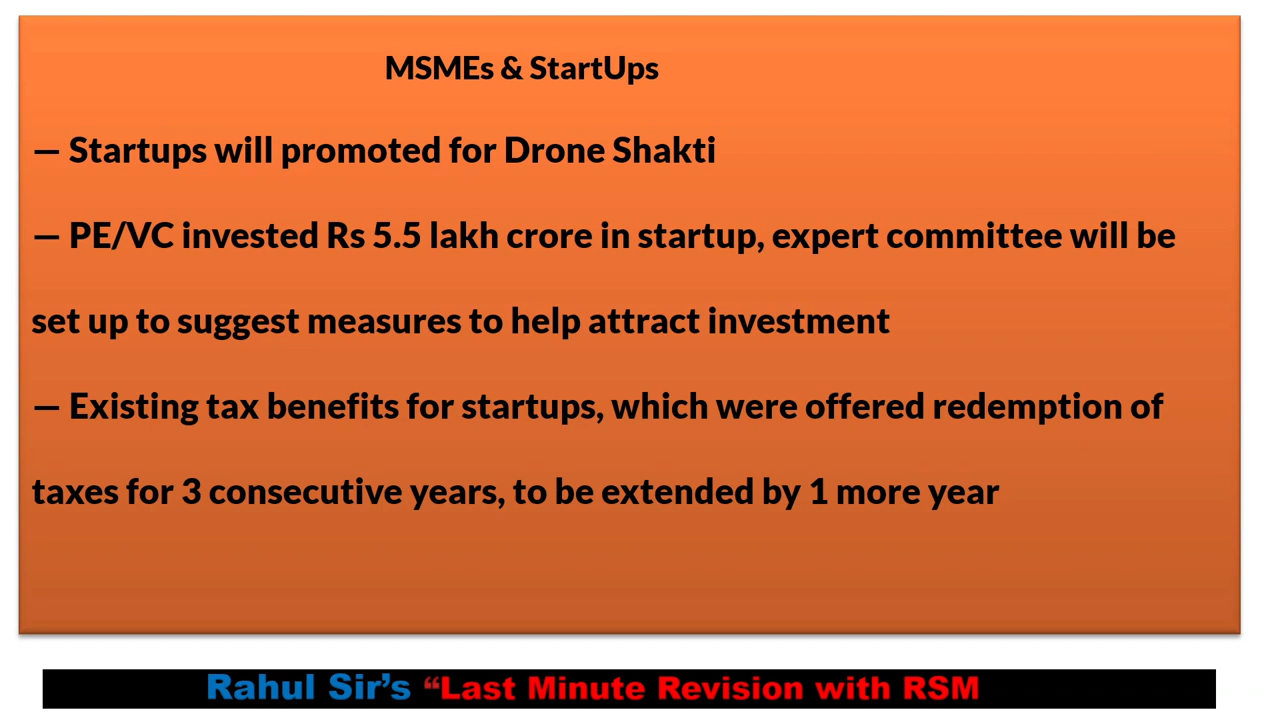 MSMEs & StartUps
— Startups will promoted for Drone Shakti
— PE/VC invested Rs 5.5 lakh crore in startup, expert committee will be
set up to suggest measures to help attract investment
— Existing tax benefits for startups, which were offered redemption of
taxes for 3 consecutive years, to be extended by 1 more year
Rahul Sir’s “Last Minute Revision with RSM